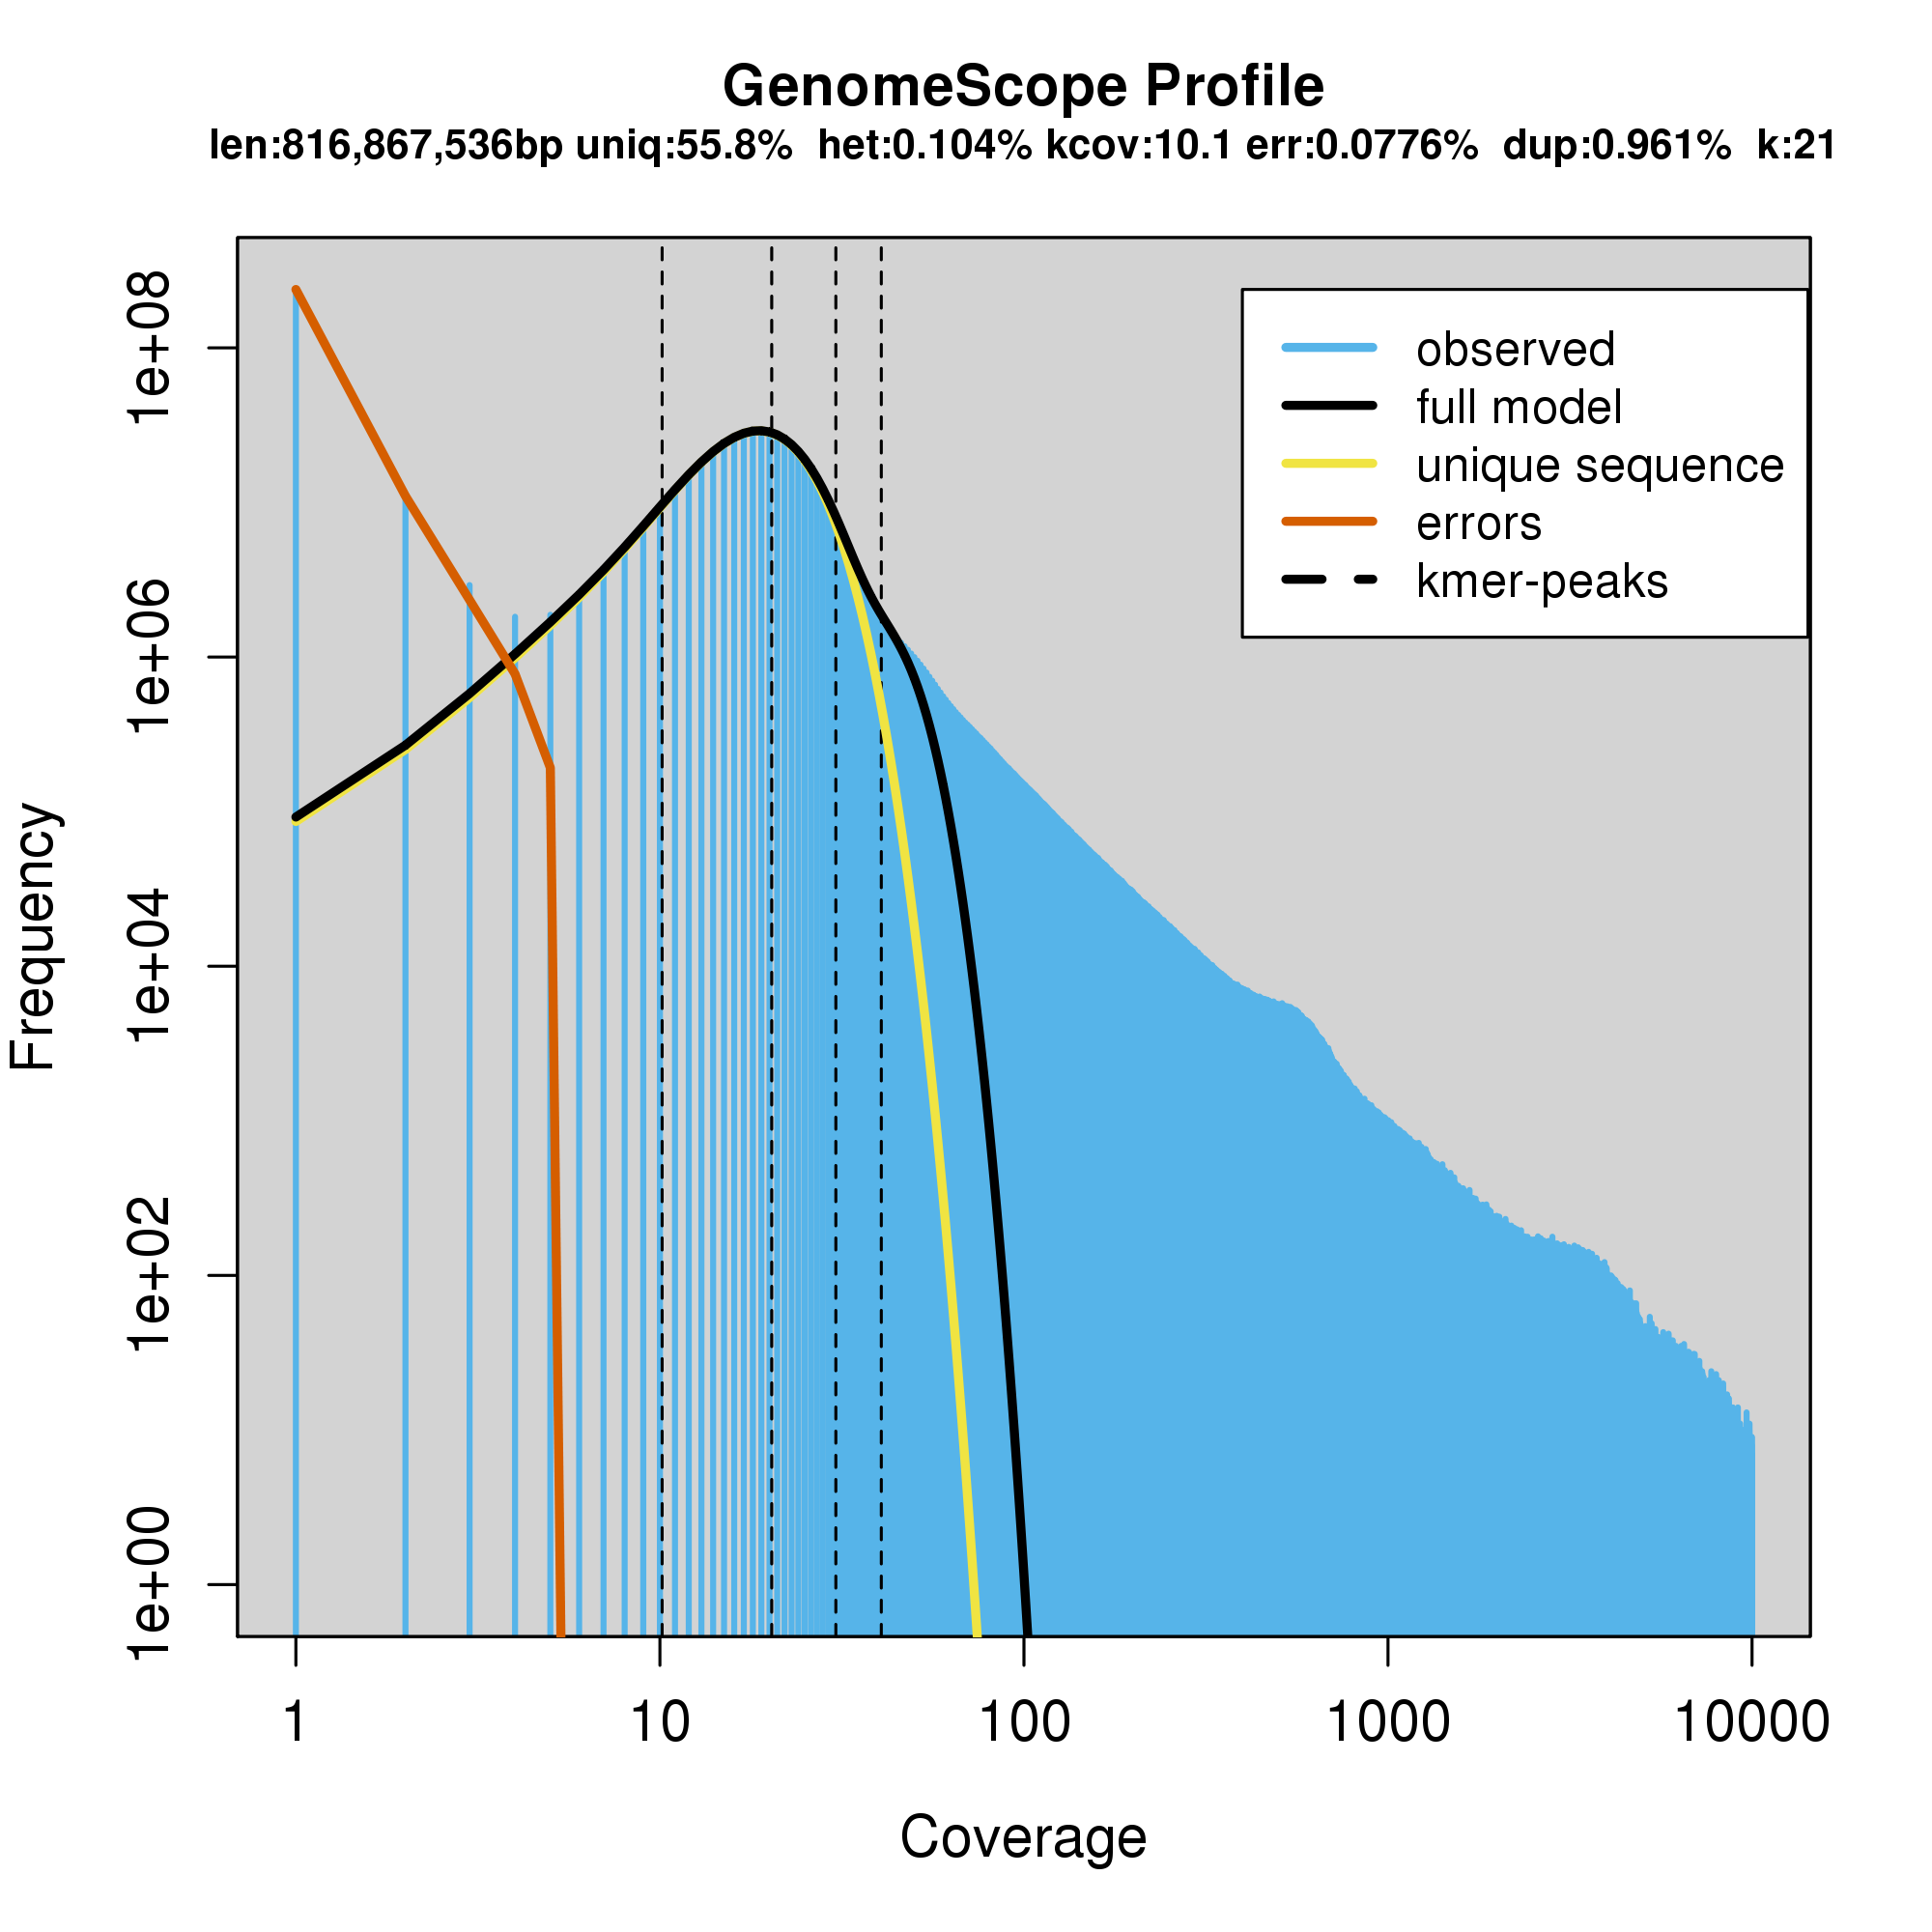 GenomeScope Profile
len:816,867,536bp uniq:55.8% het:0.104% kcov:10.1 err:0.0776% dup:0.961% k:21
observed
full model
unique sequence
errors
kmer-peaks
Frequency
1e+08
1e+06
1e+04
1e+02
1e+00
1 10 100 1000 10000
Coverage